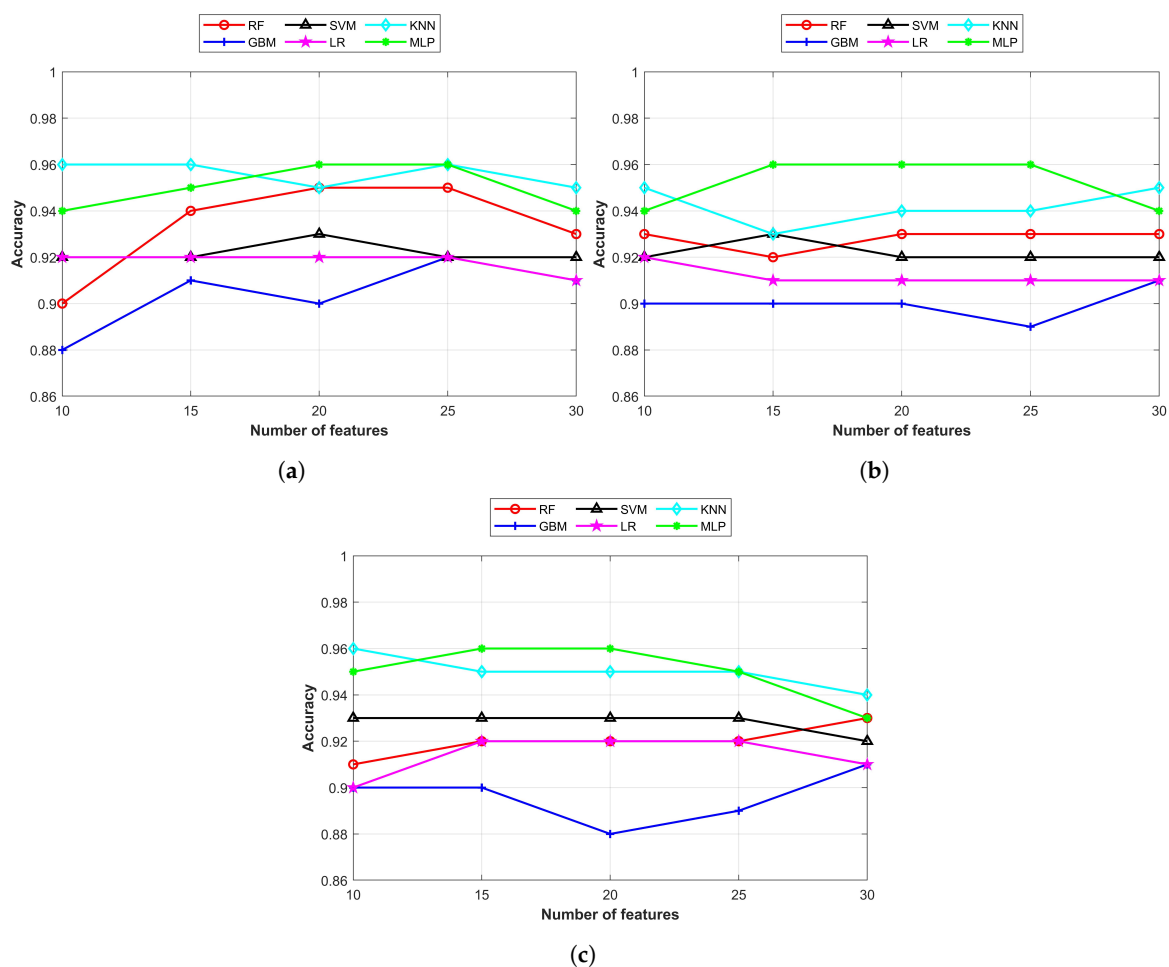 RF SVM KNN
GBM LR MLP
1
0.98
0.96
0.94
0.92
0.9
0.88
0.86
Accuracy
10 15 20 25 30
Number of features
(a)
RF SVM KNN
GBM LR MLP
1
0.98
0.96
0.94
0.92
0.9
0.88
0.86
Accuracy
10 15 20 25 30
Number of features
(b)
RF SVM KNN
GBM LR MLP
1
0.98
0.96
0.94
0.92
0.9
0.88
0.86
Accuracy
10 15 20 25 30
Number of features
(c)